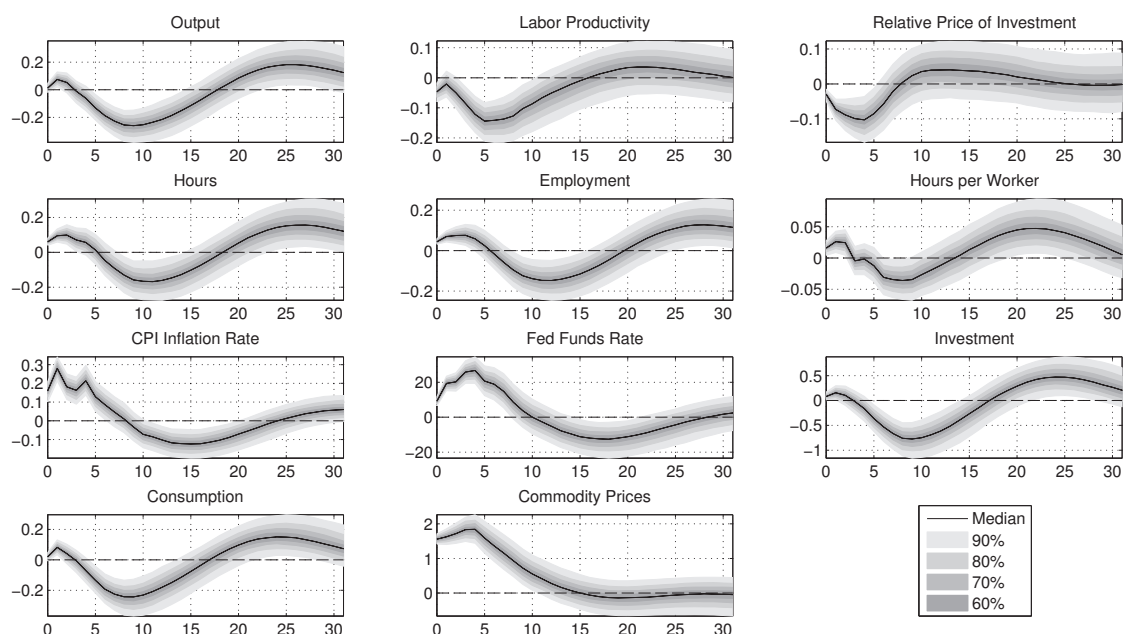 Output
0.2
0
−0.2
0 5 10 15 20 25 30
Labor Productivity
0.1
0
−0.1
−0.2
0 5 10 15 20 25 30
Relative Price of Investment
0.1
0
−0.1
0 5 10 15 20 25 30
Hours
0.2
0
−0.2
0 5 10 15 20 25 30
Employment
0.2
0
−0.2
0 5 10 15 20 25 30
Hours per Worker
0.05
0
−0.05
0 5 10 15 20 25 30
CPI Inflation Rate
0.3
0.2
0.1
0
−0.1
0 5 10 15 20 25 30
Fed Funds Rate
20
0
−20
0 5 10 15 20 25 30
Investment
0.5
0
−0.5
−1
0 5 10 15 20 25 30
Consumption
0.2
0
−0.2
0 5 10 15 20 25 30
Commodity Prices
2
1
0
0 5 10 15 20 25 30
Median
90%
80%
70%
60%